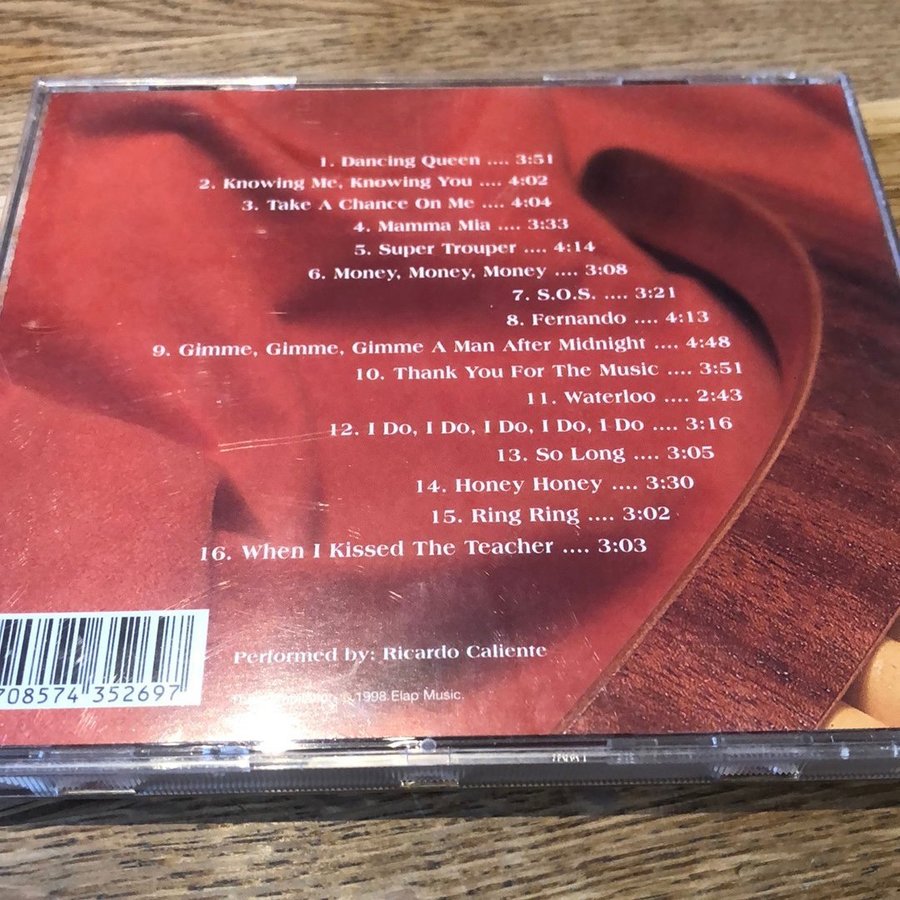 1. Dancing Queen .... 3:51
2. Knowing Me, Knowing You .... 4:02
3. Take A Chance On Me .... 4:04
4. Mamma Mia .... 3:33
5. Super Trouper .... 4:14
6. Money, Money, Money .... 3:08
7. S.O.S. .... 3:21
8. Fernando .... 4:13
9. Gimme, Gimme, Gimme A Man After Midnight .... 4:48
10. Thank You For The Music .... 3:51
11. Waterloo .... 2:43
12. I Do, I Do, I Do, I Do, I Do .... 3:16
13. So Long .... 3:05
14. Honey Honey .... 3:30
15. Ring Ring .... 3:02
16. When I Kissed The Teacher .... 3:03
Performed by: Ricardo Caliente
708574 352697
1998 Elap Music.